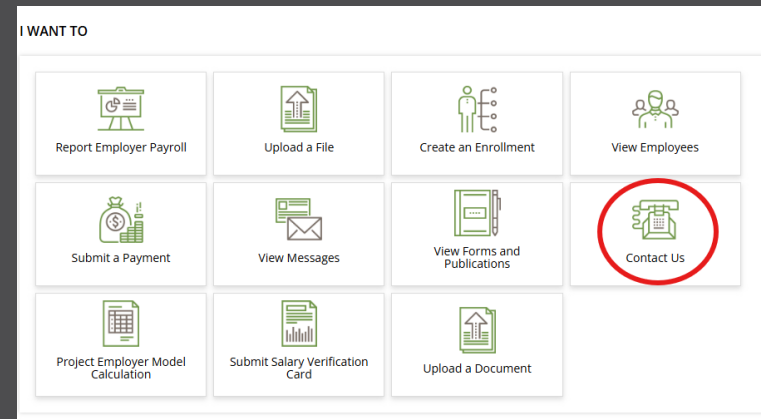 I WANT TO
Report Employer Payroll
Upload a File
Create an Enrollment
View Employees
Submit a Payment
View Messages
View Forms and
Publications
Contact Us
Project Employer Model
Calculation
Submit Salary Verification
Card
Upload a Document